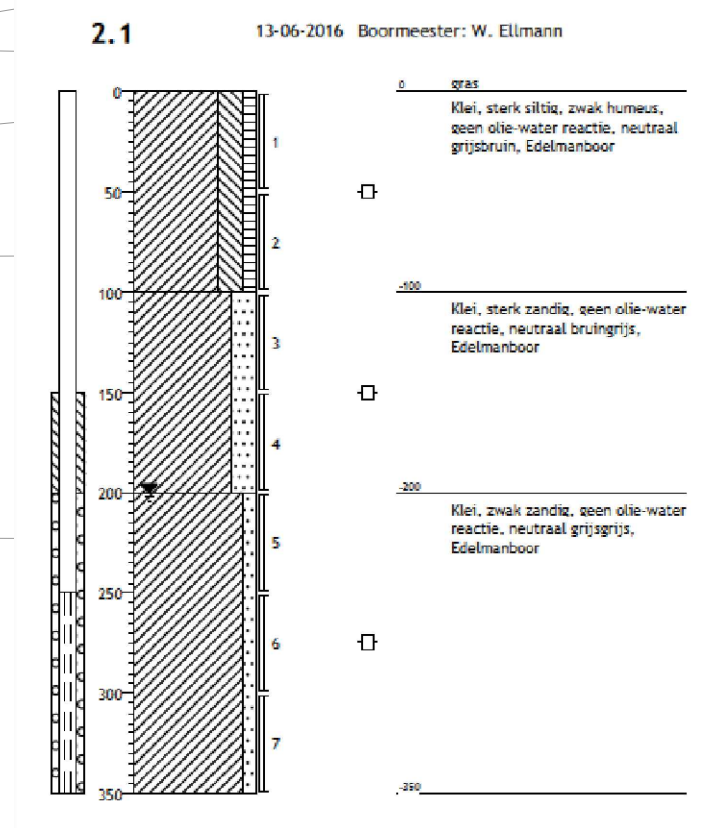 2.1
13-06-2016 Boormeester: W. Ellmann
0
50
100
150
200
250
300
350
1
2
3
4
5
6
7
0 gras
Klei, sterk siltig, zwak humeus,
geen olie-water reactie, neutraal
grijsbruin, Edelmanboor
-100
Klei, sterk zandig, geen olie-water
reactie, neutraal bruingrijs,
Edelmanboor
-200
Klei, zwak zandig, geen olie-water
reactie, neutraal grijsgrijs,
Edelmanboor
-350